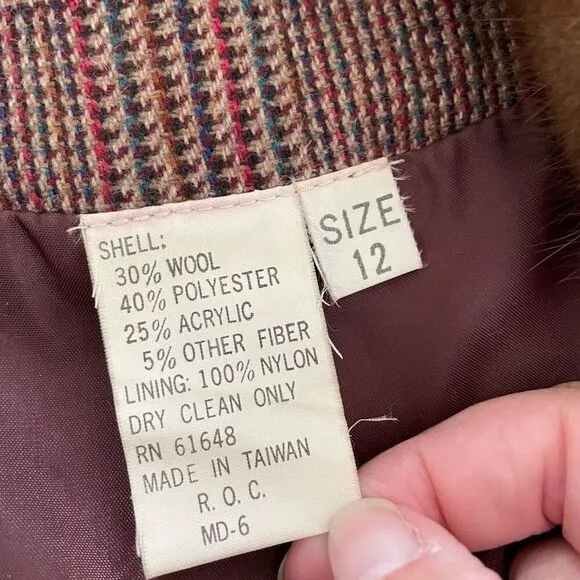 SHELL:
30% WOOL
40% POLYESTER
25% ACRYLIC
5% OTHER FIBER
LINING: 100% NYLON
DRY CLEAN ONLY
RN 61648
MADE IN TAIWAN
R. O. C.
MD-6
SIZE
12